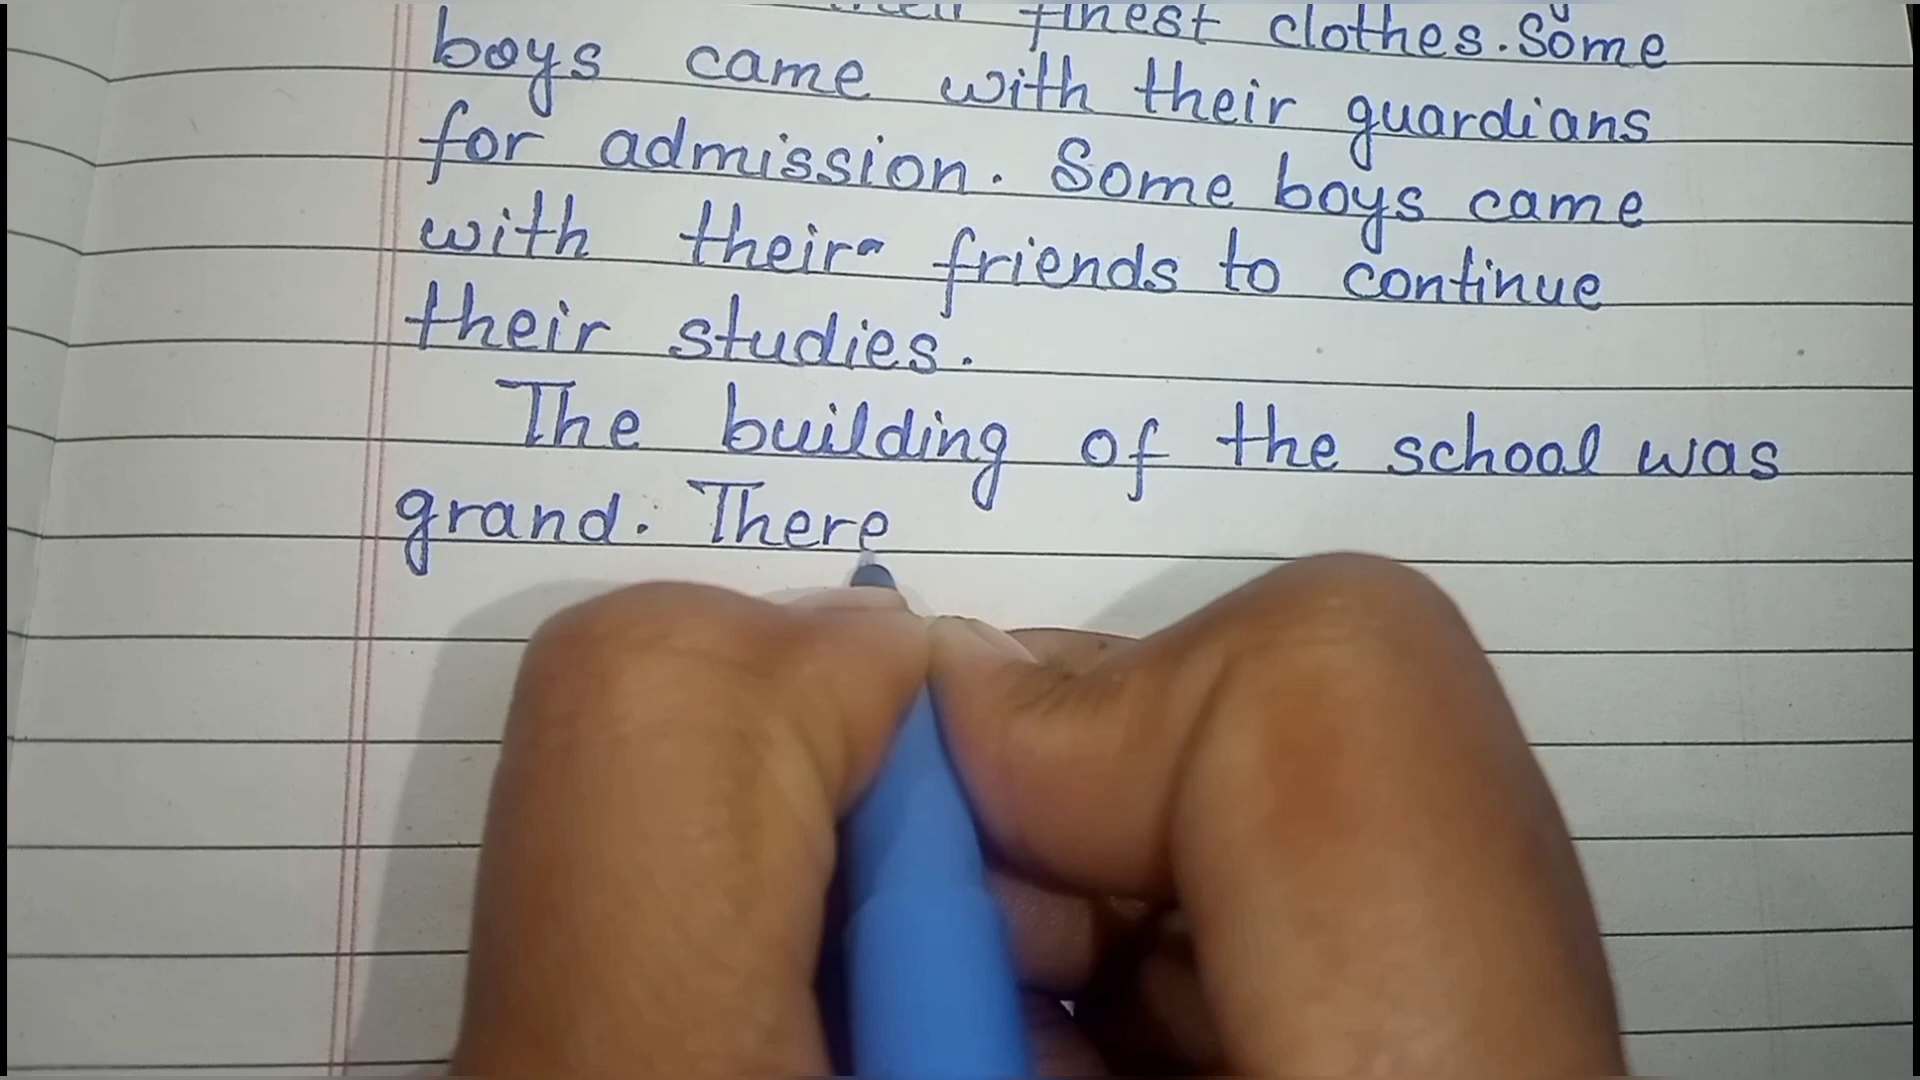 their finest clothes. Some
boys came with their guardians
for admission. Some boys came
with their friends to continue
their studies.
The building of the school was
grand. There